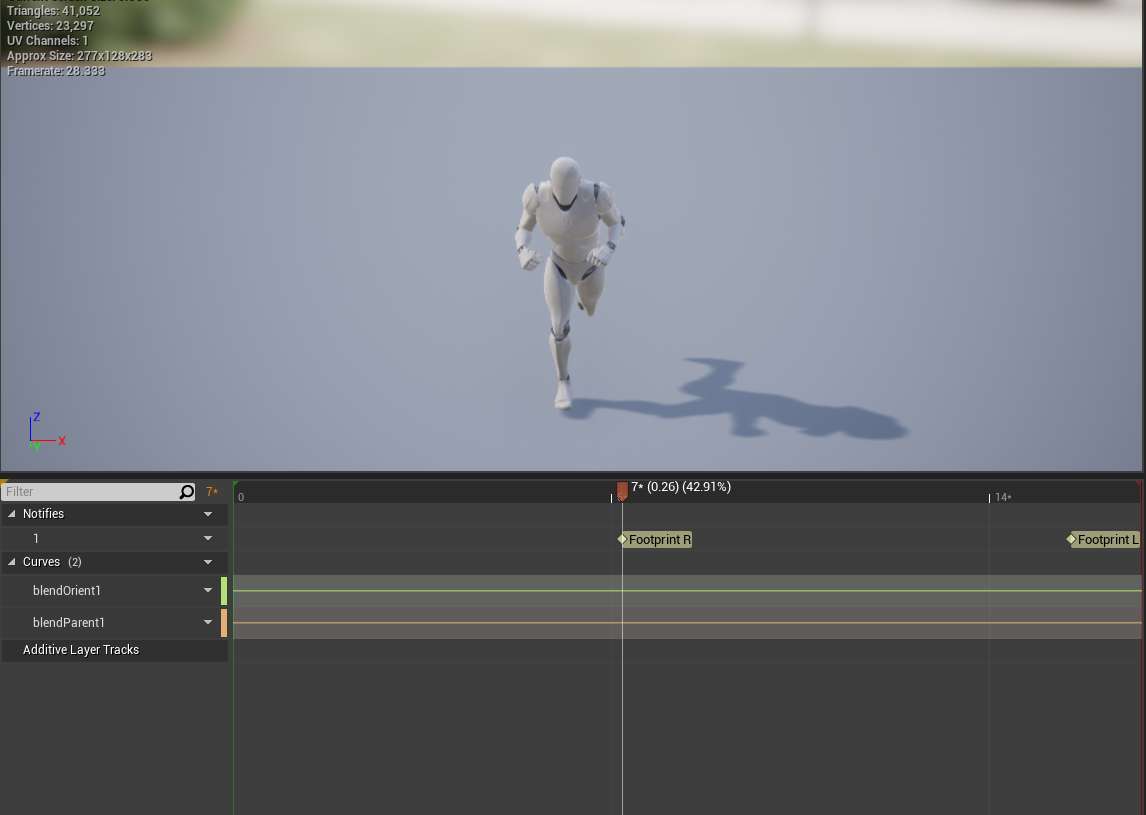 Triangles: 41,052
Vertices: 23,297
UV Channels: 1
Approx Size: 277x128x283
Framerate: 28.333
Z
X
Filter
7*
0
7* (0.26) (42.91%)
14*
Notifies
1
Footprint R
Footprint L
Curves (2)
blendOrient1
blendParent1
Additive Layer Tracks